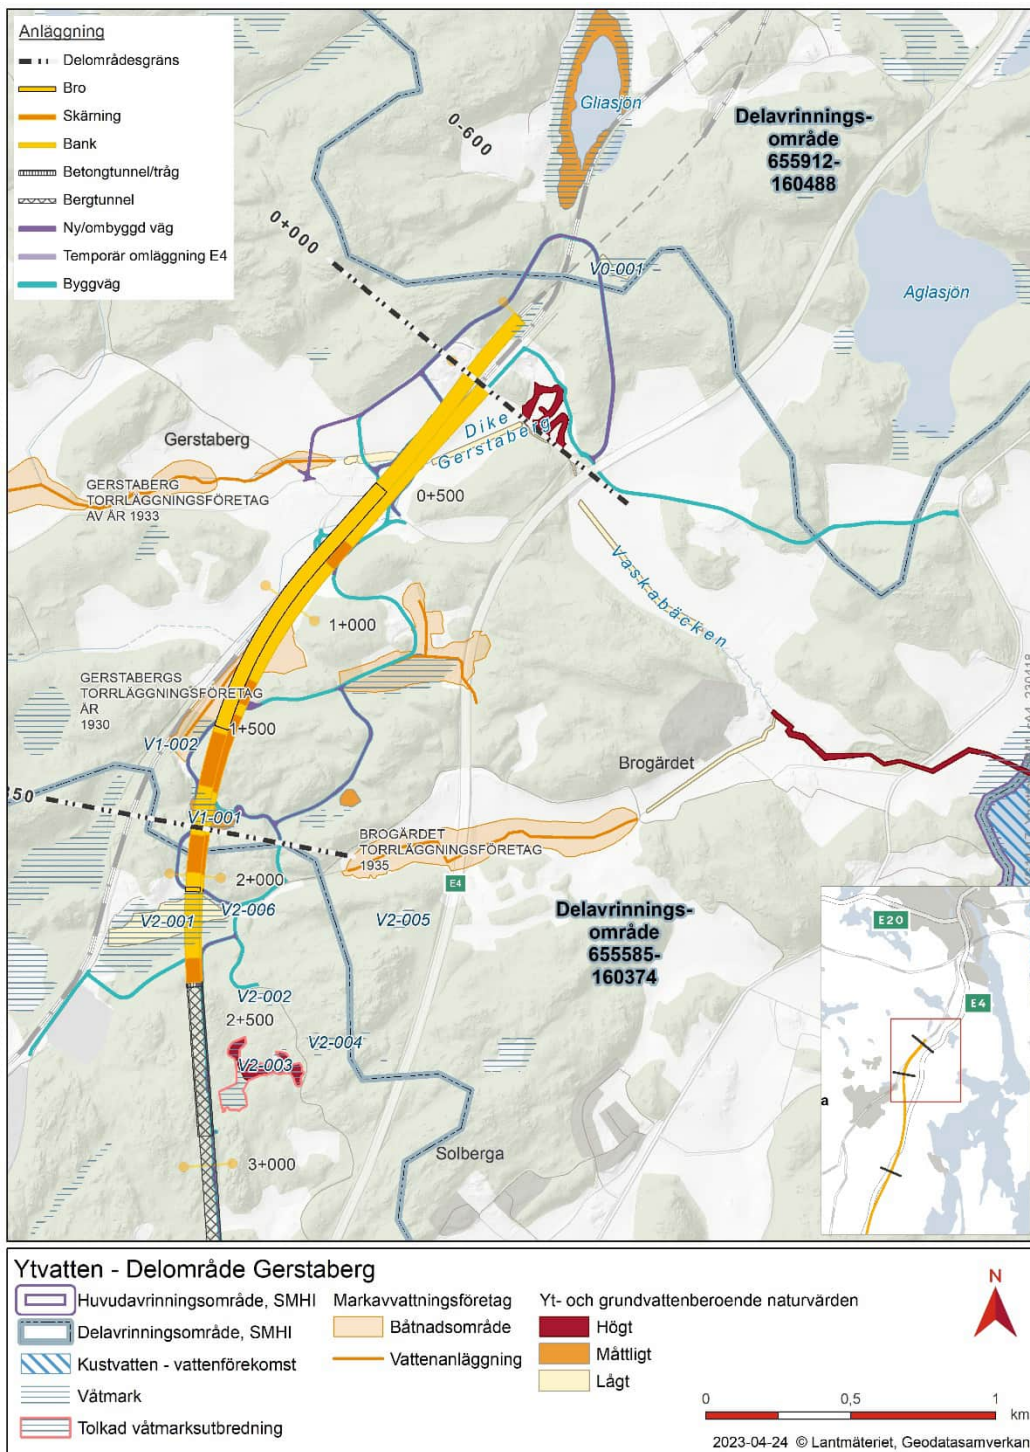 Anläggning
Delområdesgräns
Bro
Skärning
Bank
Betongtunnel/tråg
Bergtunnel
Ny/ombyggd väg
Temporär omläggning E4
Byggväg
Gliasjön
Delavrinnings-
område
655912-
160488
0-600
0+000
V0-001
Aglasjön
Gerstaberg
Dike
Gerstaberg
GERSTABERG
TORRLÄGGNINGSFÖRETAG
AV ÅR 1933
0+500
Vaskabäcken
1+000
GERSTABERGS
TORRLÄGGNINGSFÖRETAG
ÅR
1930
1+500
V1-002
Brogärdet
V1-001
BROGÄRDET
TORRLÄGGNINGSFÖRETAG
1935
2+000
E4
V2-001
V2-006
V2-005
Delavrinnings-
område
655585-
160374
E20
E4
V2-002
2+500
V2-004
V2-003
a
Solberga
3+000
Ytvatten - Delområde Gerstaberg
Huvudavrinningsområde, SMHI
Delavrinningsområde, SMHI
Kustvatten - vattenförekomst
Våtmark
Tolkad våtmarksutbredning
Markavvattningsföretag
Båtnadsområde
Vattenanläggning
Yt- och grundvattenberoende naturvärden
Högt
Måttligt
Lågt
N
0 0,5 1
km
2023-04-24 © Lantmäteriet, Geodatasamverkan